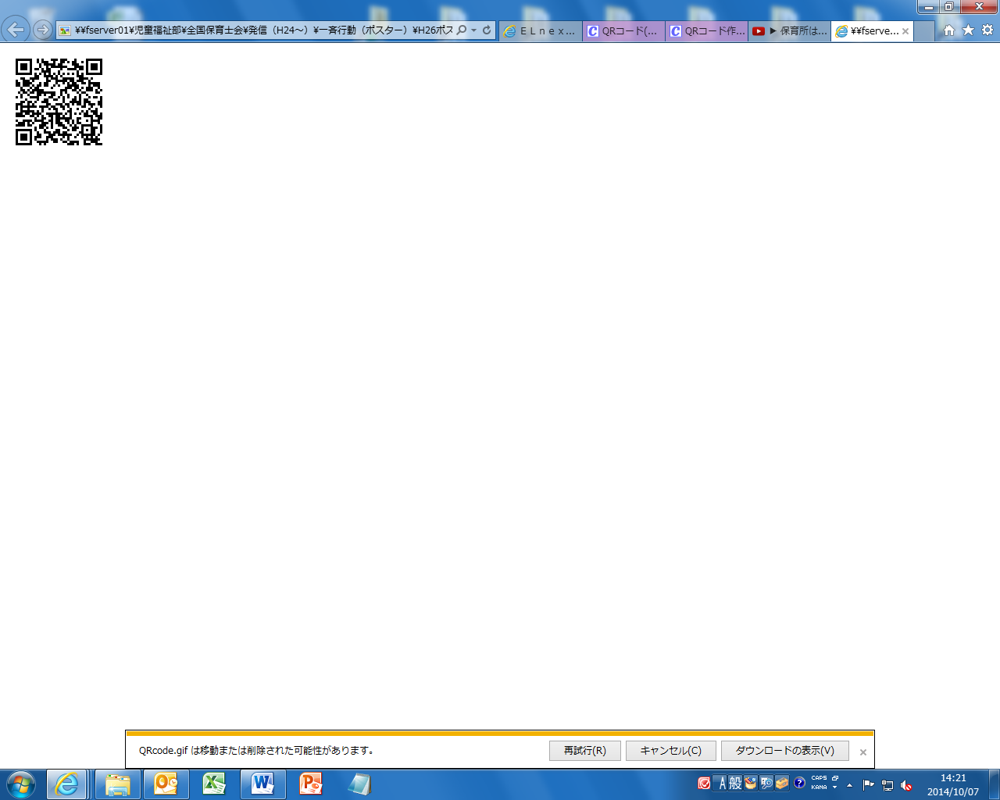 ¥¥fserver01¥児童福祉部¥全国保育士会¥発信（H24～）¥一斉行動（ポスター）¥H26ポス
ＥＬｎｅｘ...
QRコード(...
QRコード作...
► 保育所は...
¥¥fserve...
QRcode.gif は移動または削除された可能性があります。
再試行(R)
キャンセル(C)
ダウンロードの表示(V)
A 般
CAPS
KANA
14:21
2014/10/07